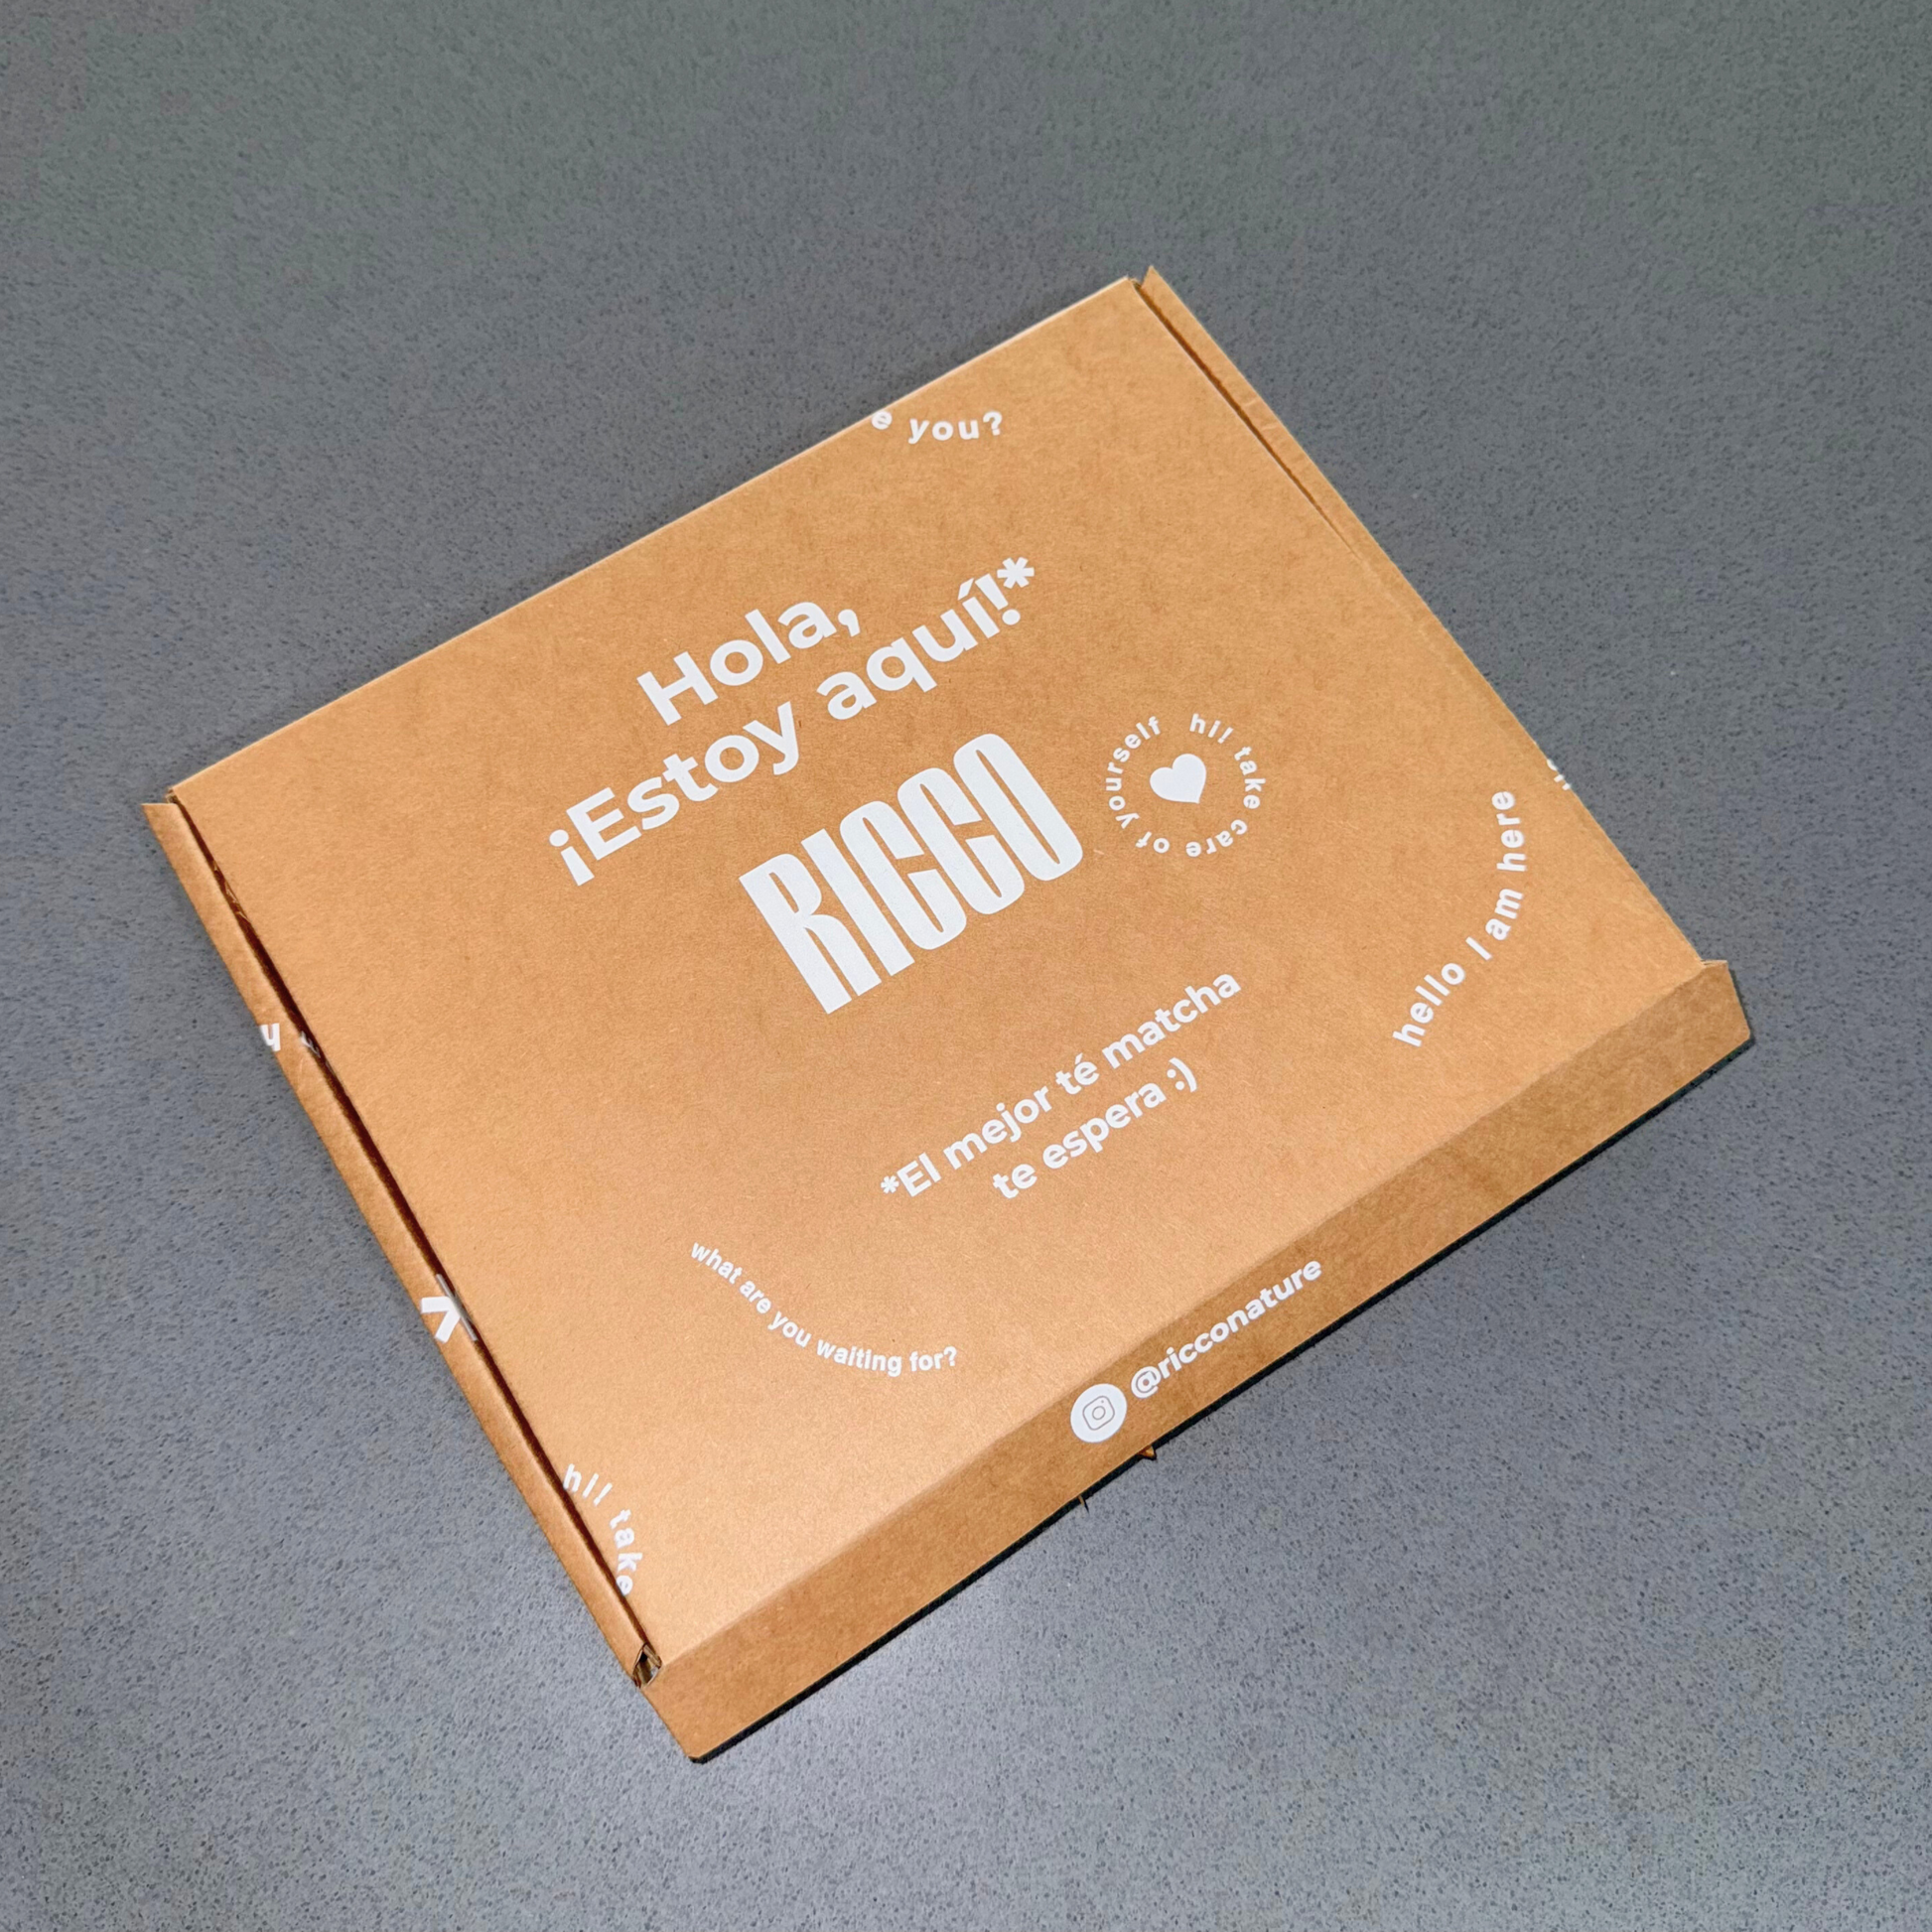 e you?
Hola,
¡Estoy aquí!*
RICCO
hi! take care of yourself
hello I am here
*El mejor té matcha
te espera :)
what are you waiting for?
@ricconature
hi! take